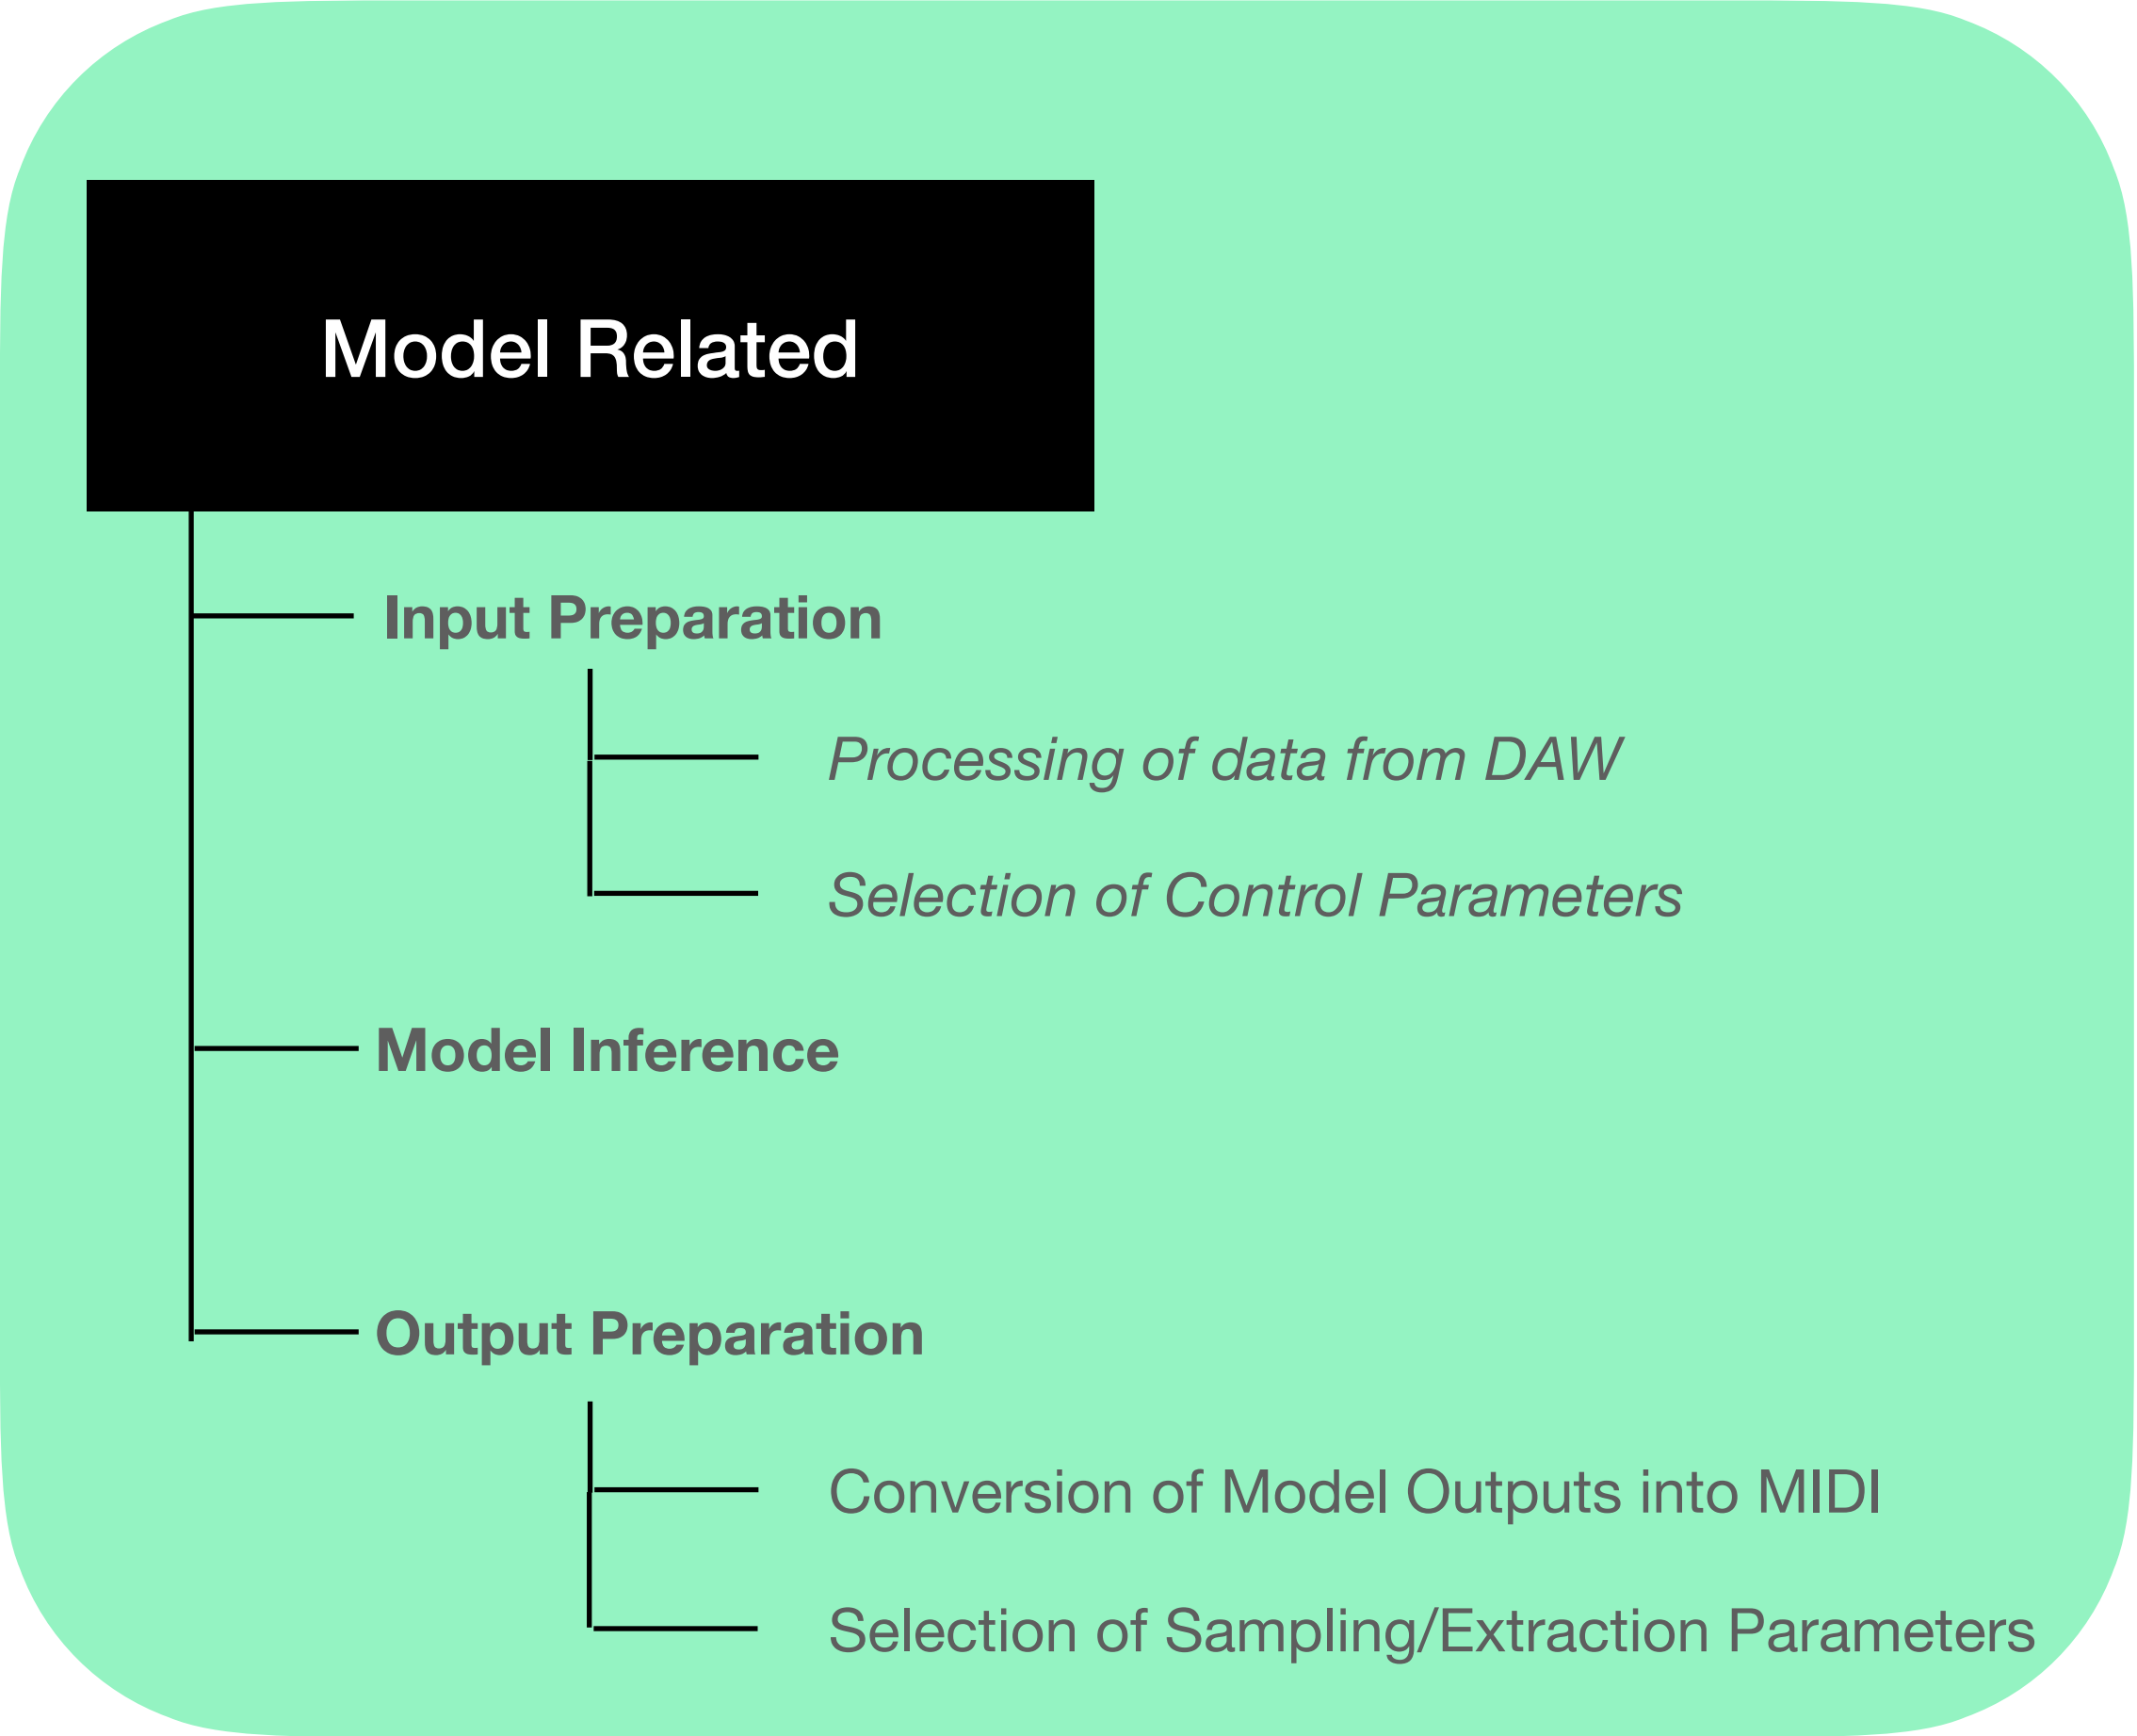 Model Related
Input Preparation
Processing of data from DAW
Selection of Control Parameters
Model Inference
Output Preparation
Conversion of Model Outputs into MIDI
Selection of Sampling/Extraction Parameters